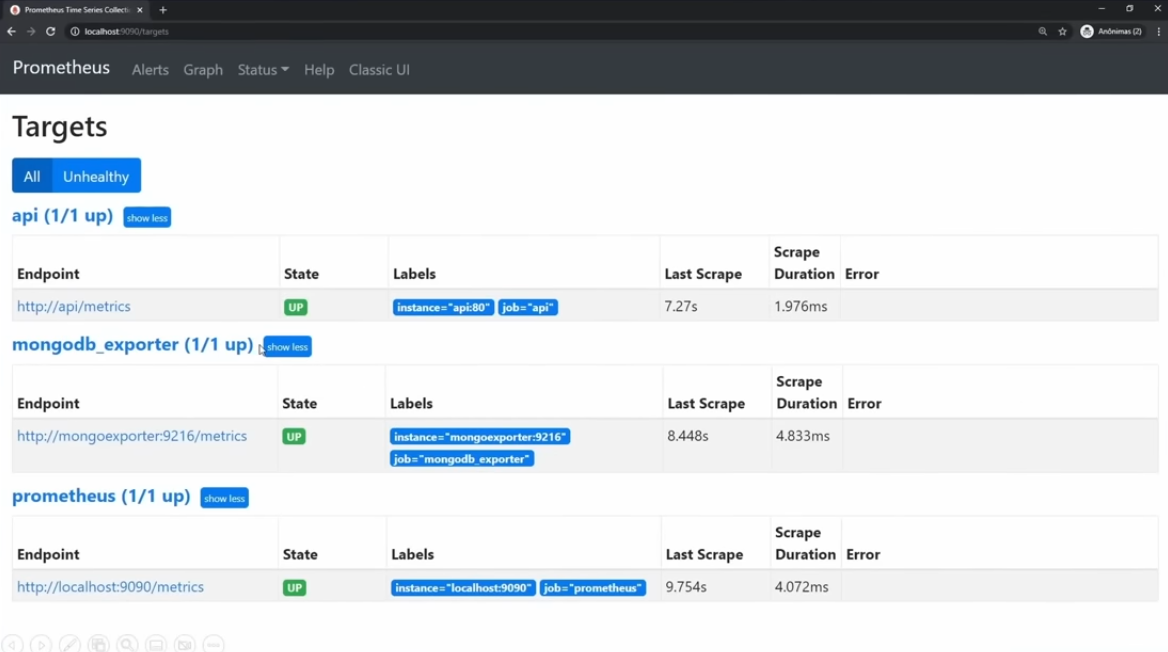 Prometheus Time Series Collecti
localhost:9090/targets
Anônimas (2)
Prometheus Alerts Graph Status Help Classic UI
Targets
All Unhealthy
api (1/1 up) show less
Endpoint State Labels Last Scrape Scrape Duration Error
http://api/metrics UP instance="api:80" job="api" 7.27s 1.976ms
mongodb_exporter (1/1 up) show less
Endpoint State Labels Last Scrape Scrape Duration Error
http://mongoexporter:9216/metrics UP instance="mongoexporter:9216" 8.448s 4.833ms
job="mongodb_exporter"
prometheus (1/1 up) show less
Endpoint State Labels Last Scrape Scrape Duration Error
http://localhost:9090/metrics UP instance="localhost:9090" job="prometheus" 9.754s 4.072ms